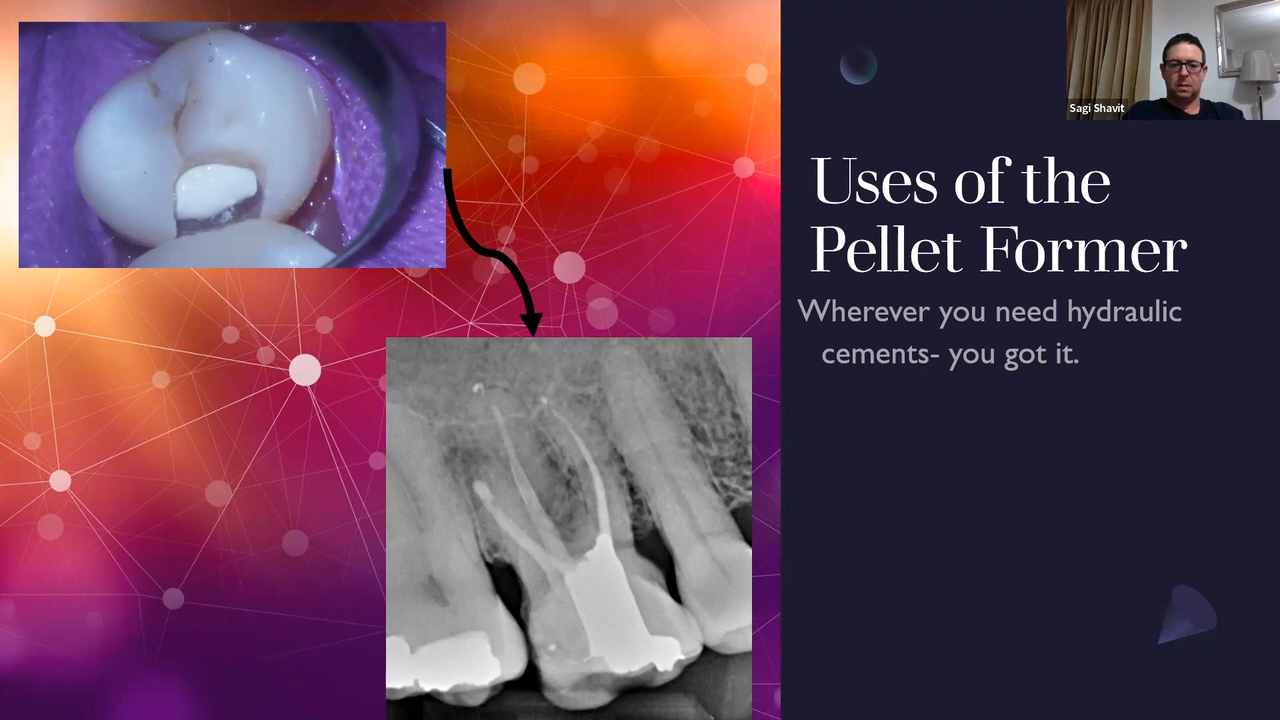 Sagi Shavit
Uses of the
Pellet Former
Wherever you need hydraulic
cements- you got it.